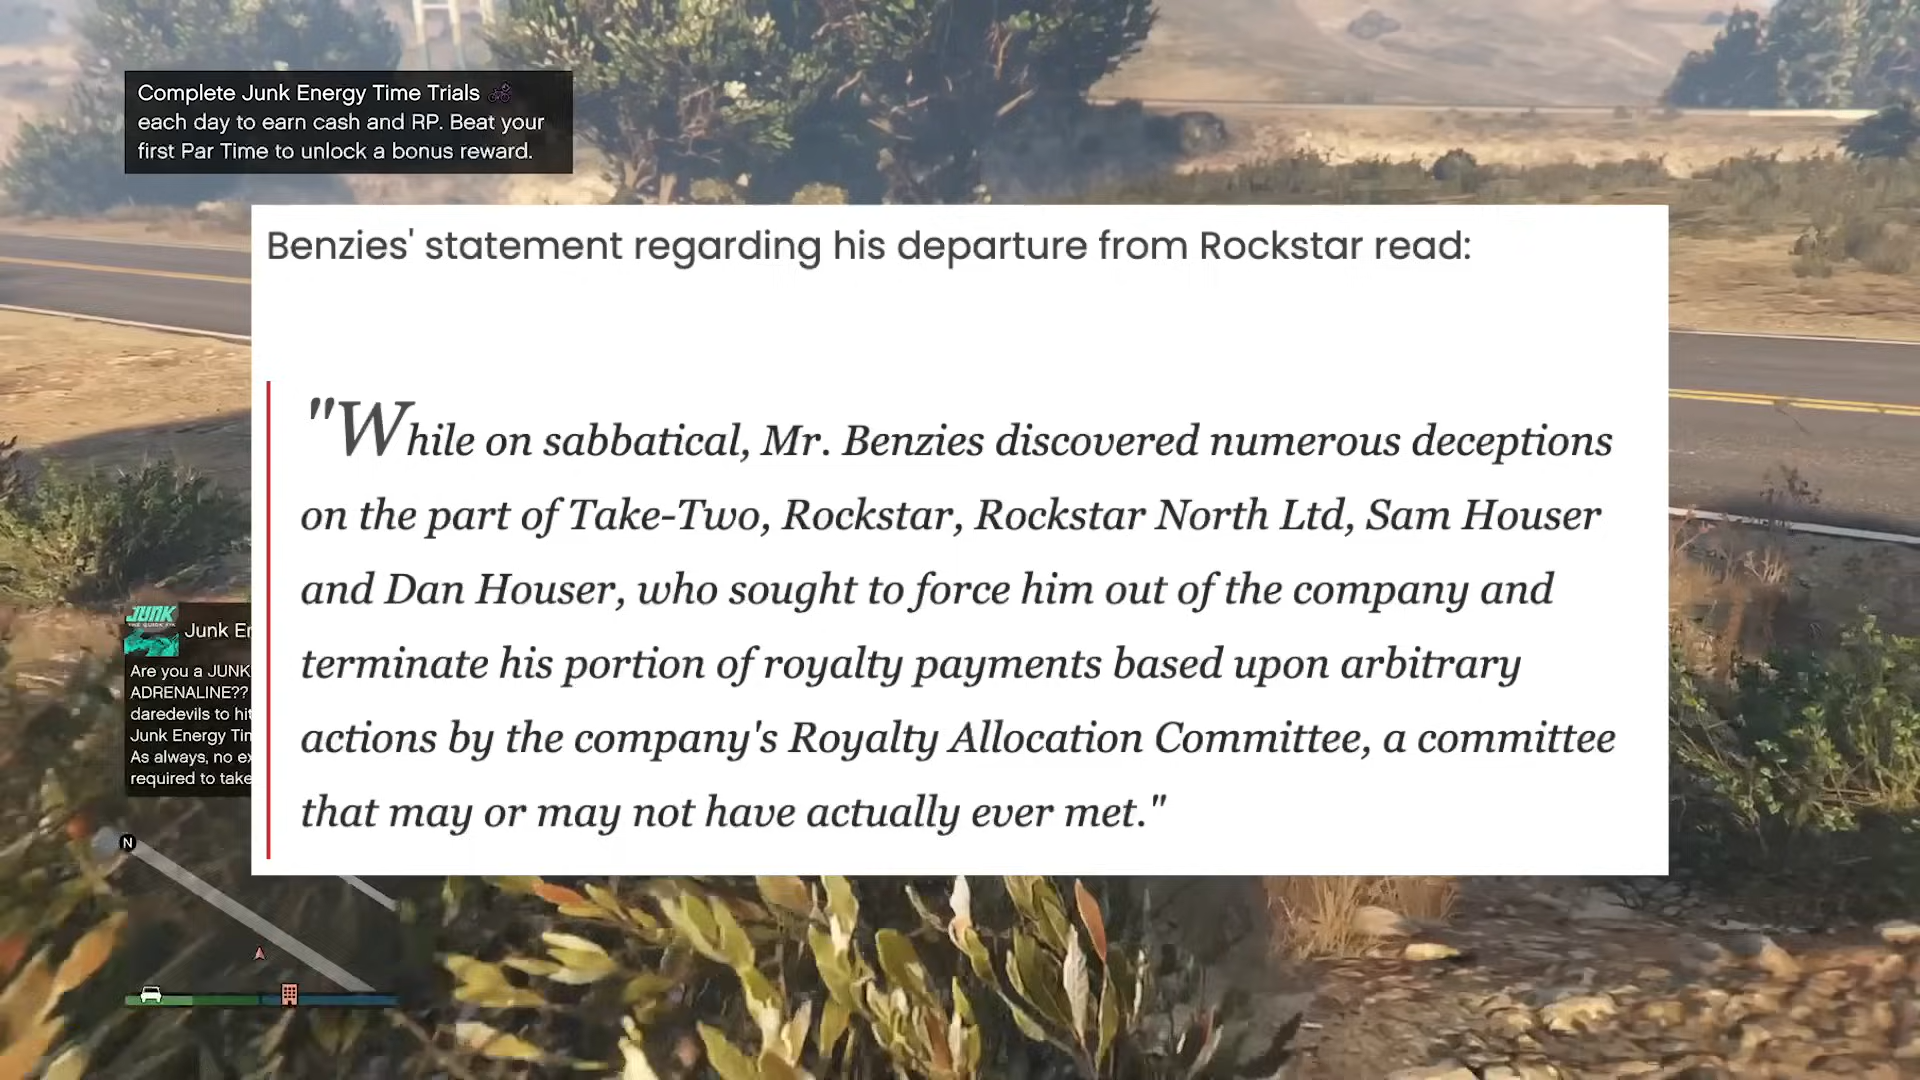 Complete Junk Energy Time Trials
each day to earn cash and RP. Beat your
first Par Time to unlock a bonus reward.
Benzies' statement regarding his departure from Rockstar read:
"While on sabbatical, Mr. Benzies discovered numerous deceptions
on the part of Take-Two, Rockstar, Rockstar North Ltd, Sam Houser
and Dan Houser, who sought to force him out of the company and
terminate his portion of royalty payments based upon arbitrary
actions by the company's Royalty Allocation Committee, a committee
that may or may not have actually ever met."
JUNK
Junk
Are you a JUNK
ADRENALINE??
daredevils to hit
Junk Energy
As always, no
required to take
N